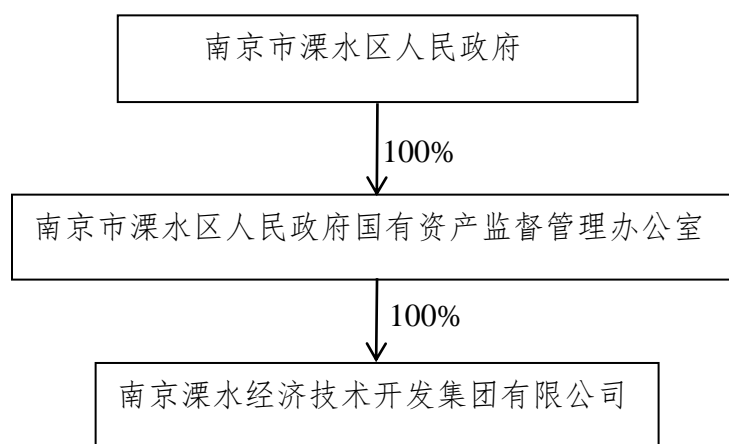 南京市溧水区人民政府
100%
南京市溧水区人民政府国有资产监督管理办公室
100%
南京溧水经济技术开发集团有限公司